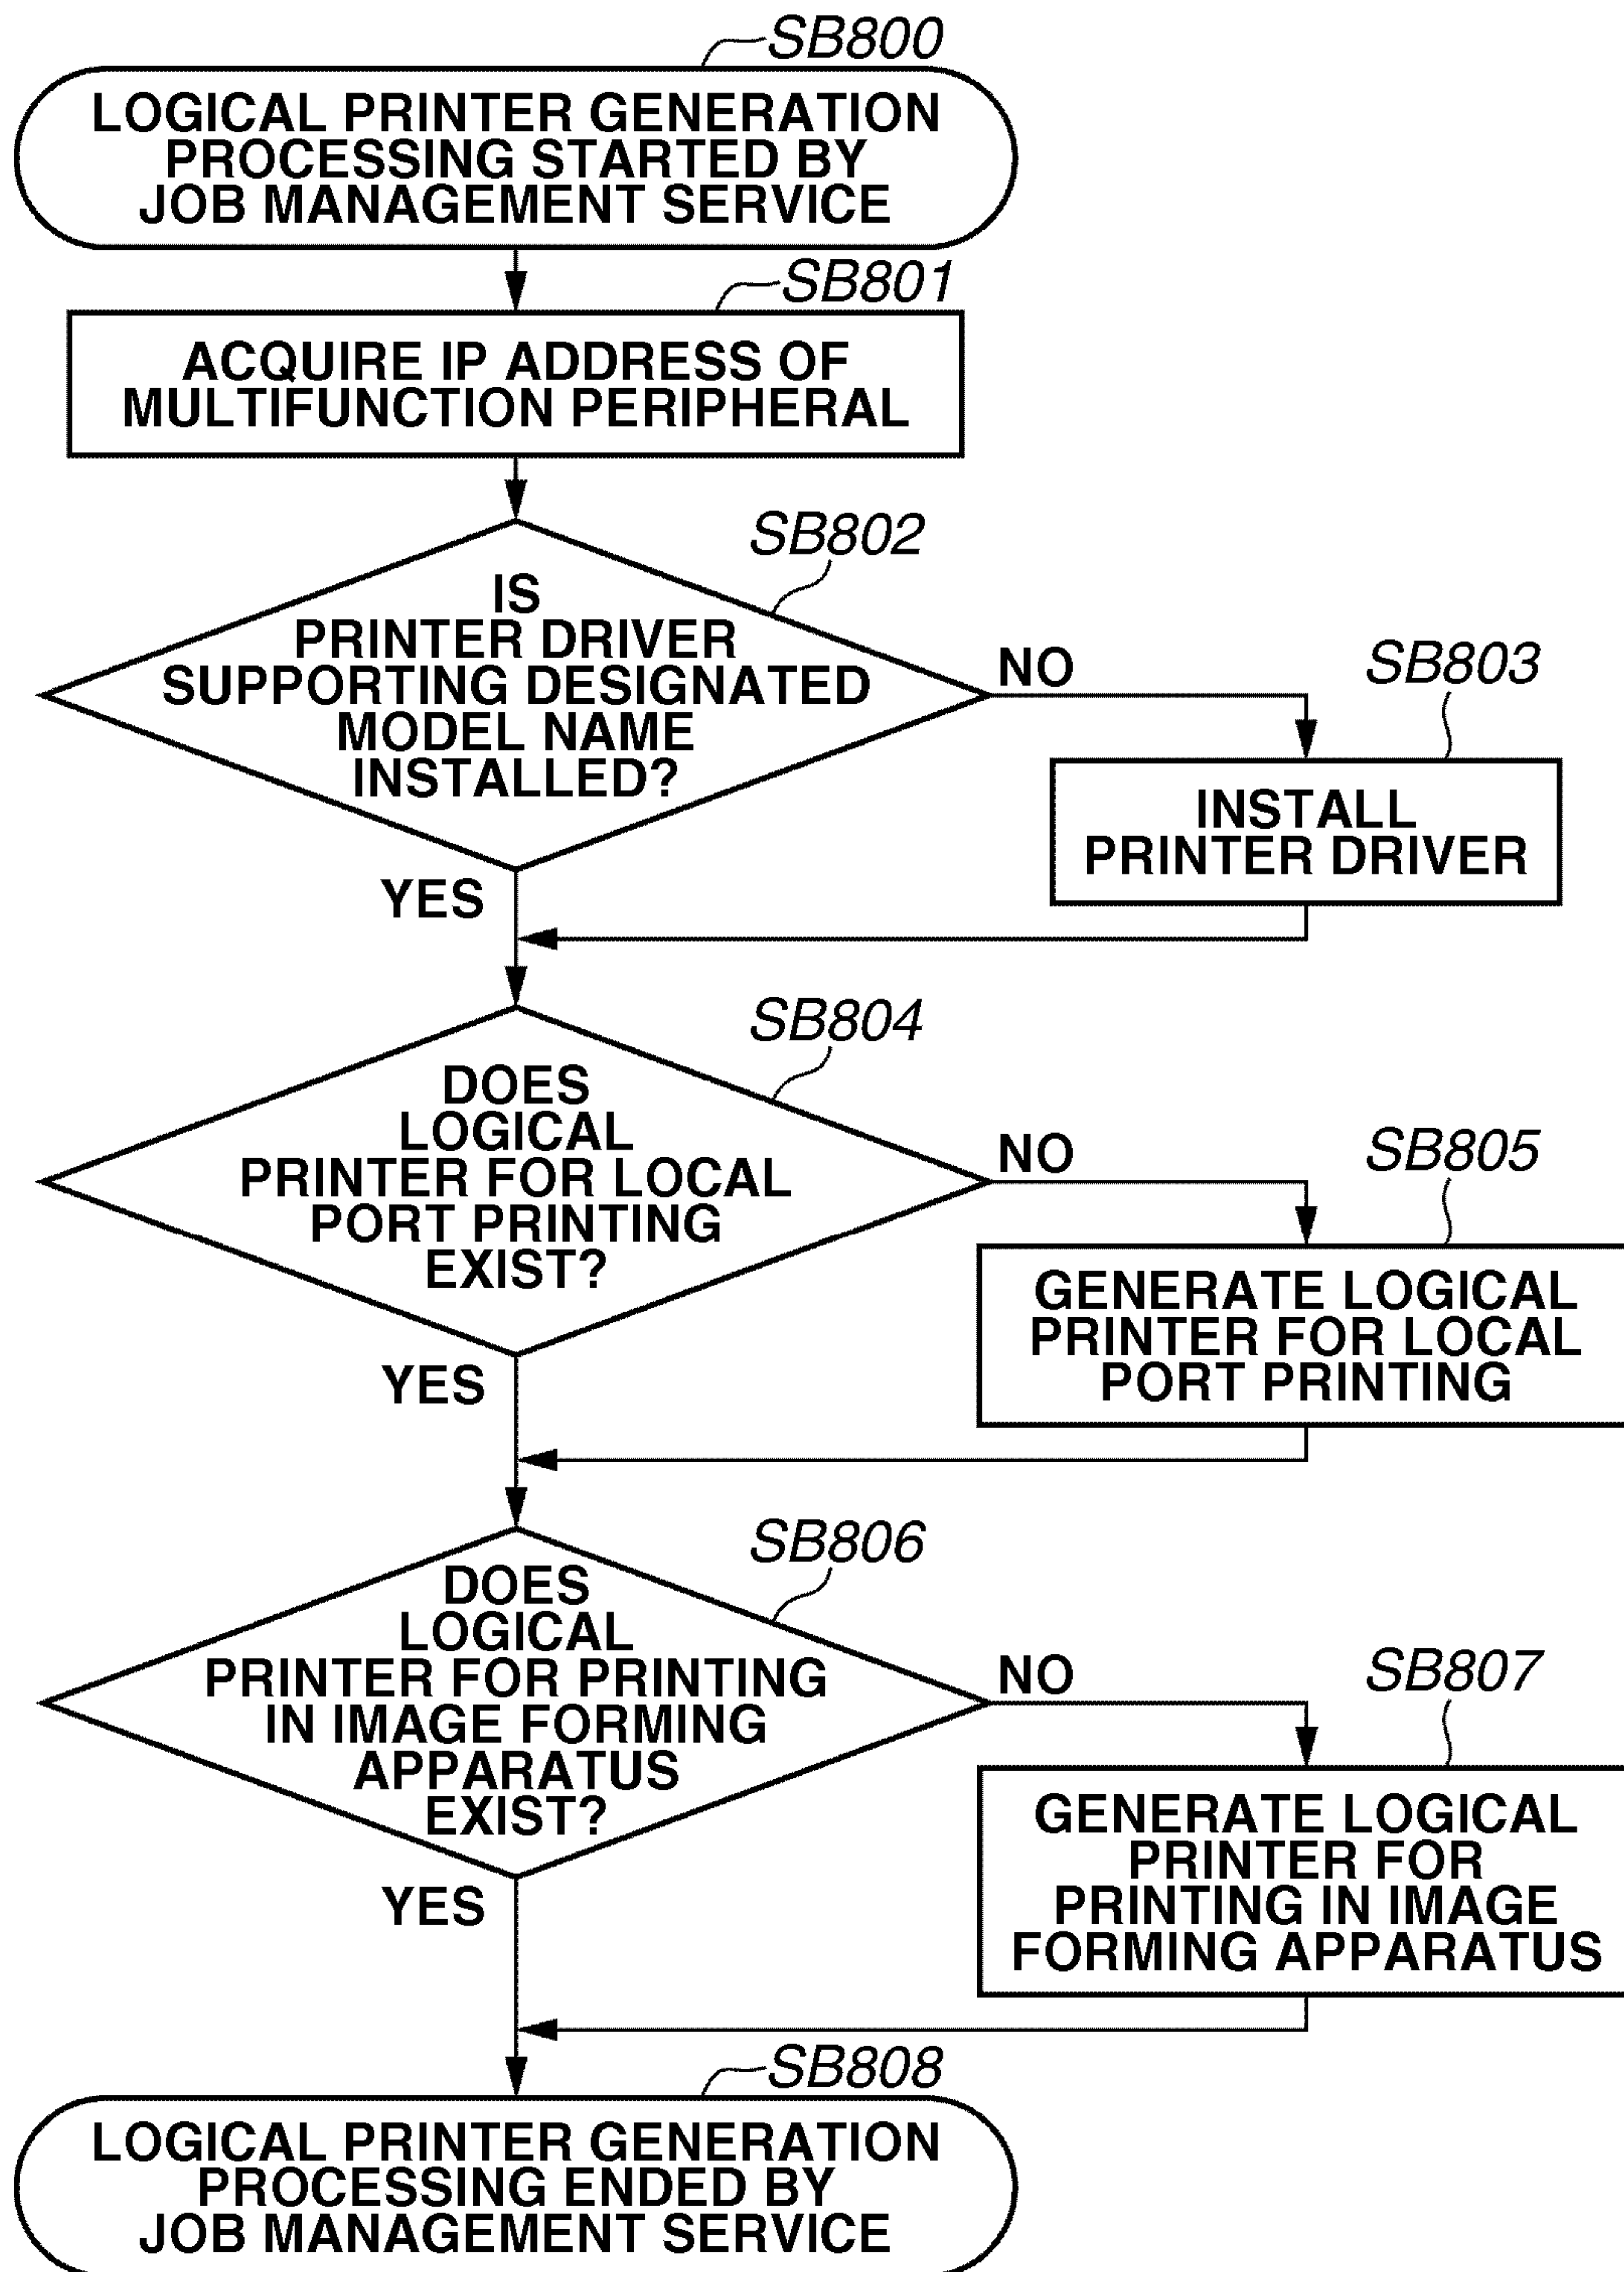 SB800
LOGICAL PRINTER GENERATION
PROCESSING STARTED BY
JOB MANAGEMENT SERVICE
SB801
ACQUIRE IP ADDRESS OF
MULTIFUNCTION PERIPHERAL
SB802
IS
PRINTER DRIVER
SUPPORTING DESIGNATED
MODEL NAME
INSTALLED?
NO
SB803
INSTALL
PRINTER DRIVER
YES
SB804
DOES
LOGICAL
PRINTER FOR LOCAL
PORT PRINTING
EXIST?
NO
SB805
GENERATE LOGICAL
PRINTER FOR LOCAL
PORT PRINTING
YES
SB806
DOES
LOGICAL
PRINTER FOR PRINTING
IN IMAGE FORMING
APPARATUS
EXIST?
NO
SB807
GENERATE LOGICAL
PRINTER FOR
PRINTING IN IMAGE
FORMING APPARATUS
YES
SB808
LOGICAL PRINTER GENERATION
PROCESSING ENDED BY
JOB MANAGEMENT SERVICE